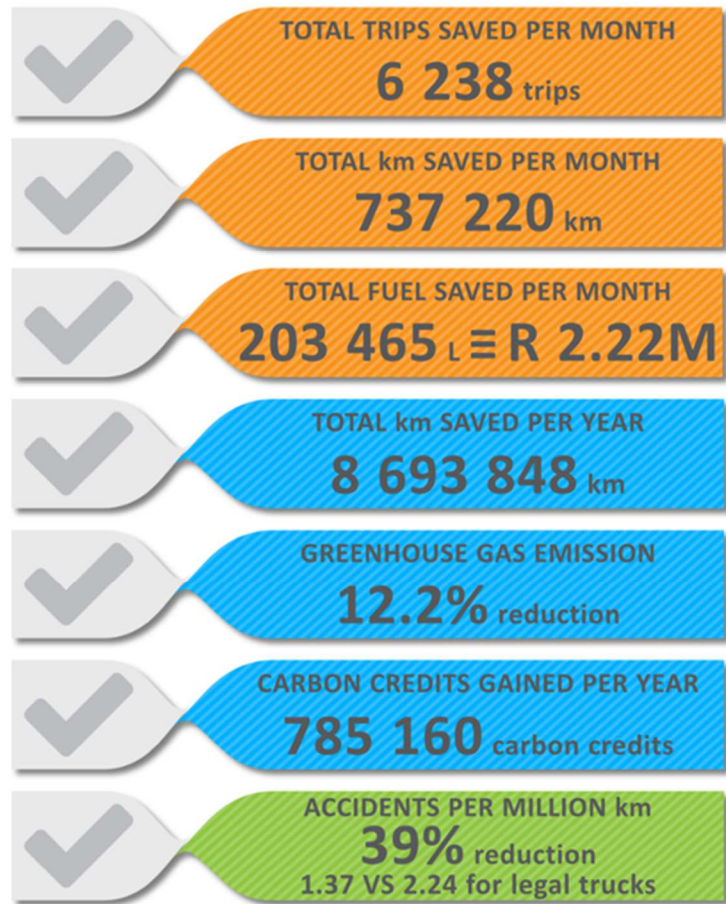 TOTAL TRIPS SAVED PER MONTH
6 238 trips
TOTAL km SAVED PER MONTH
737 220 km
TOTAL FUEL SAVED PER MONTH
203 465 L ≡ R 2.22M
TOTAL km SAVED PER YEAR
8 693 848 km
GREENHOUSE GAS EMISSION
12.2% reduction
CARBON CREDITS GAINED PER YEAR
785 160 carbon credits
ACCIDENTS PER MILLION km
39% reduction
1.37 VS 2.24 for legal trucks